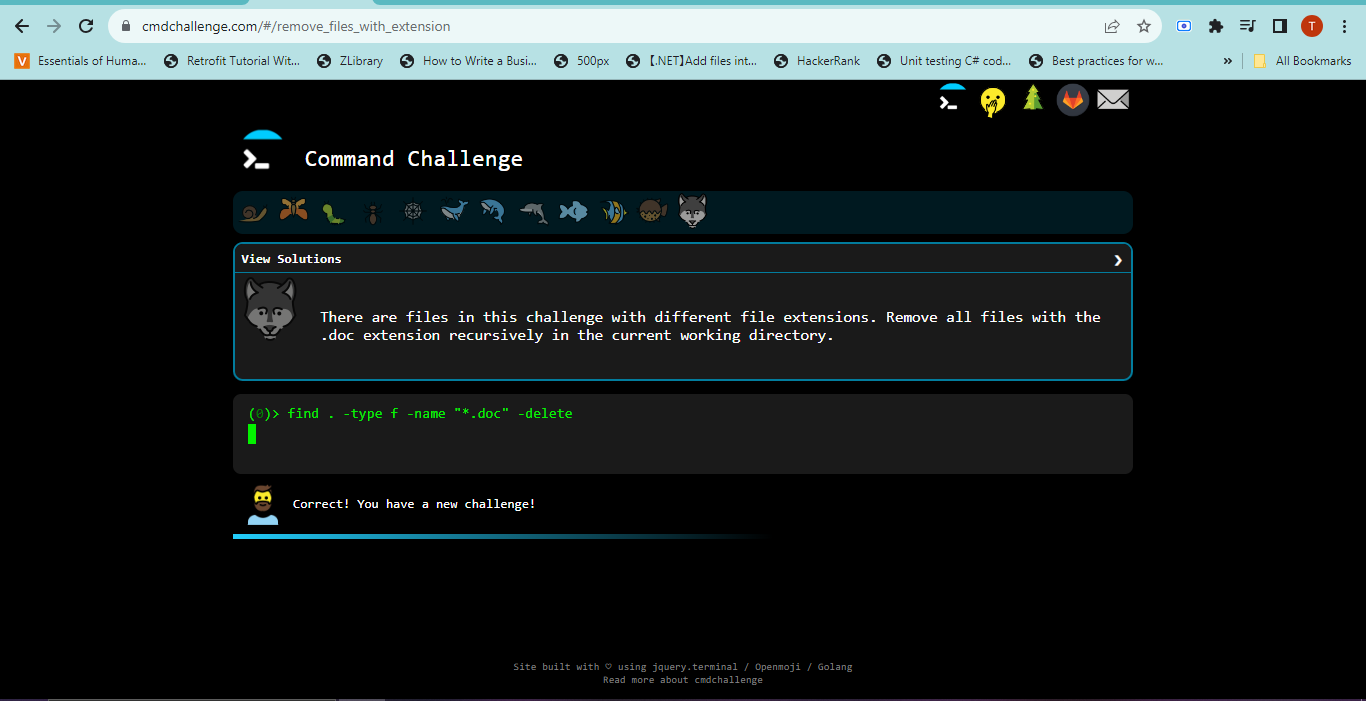 cmdchallenge.com/#/remove_files_with_extension
T
V Essentials of Huma... Retrofit Tutorial Wit... ZLibrary How to Write a Busi... 500px 【.NET】Add files int... HackerRank Unit testing C# cod... Best practices for w... » All Bookmarks
>_
>_ Command Challenge
View Solutions ❯
There are files in this challenge with different file extensions. Remove all files with the
.doc extension recursively in the current working directory.
(0)> find . -type f -name "*.doc" -delete
Correct! You have a new challenge!
Site built with ♡ using jquery.terminal / Openmoji / Golang
Read more about cmdchallenge